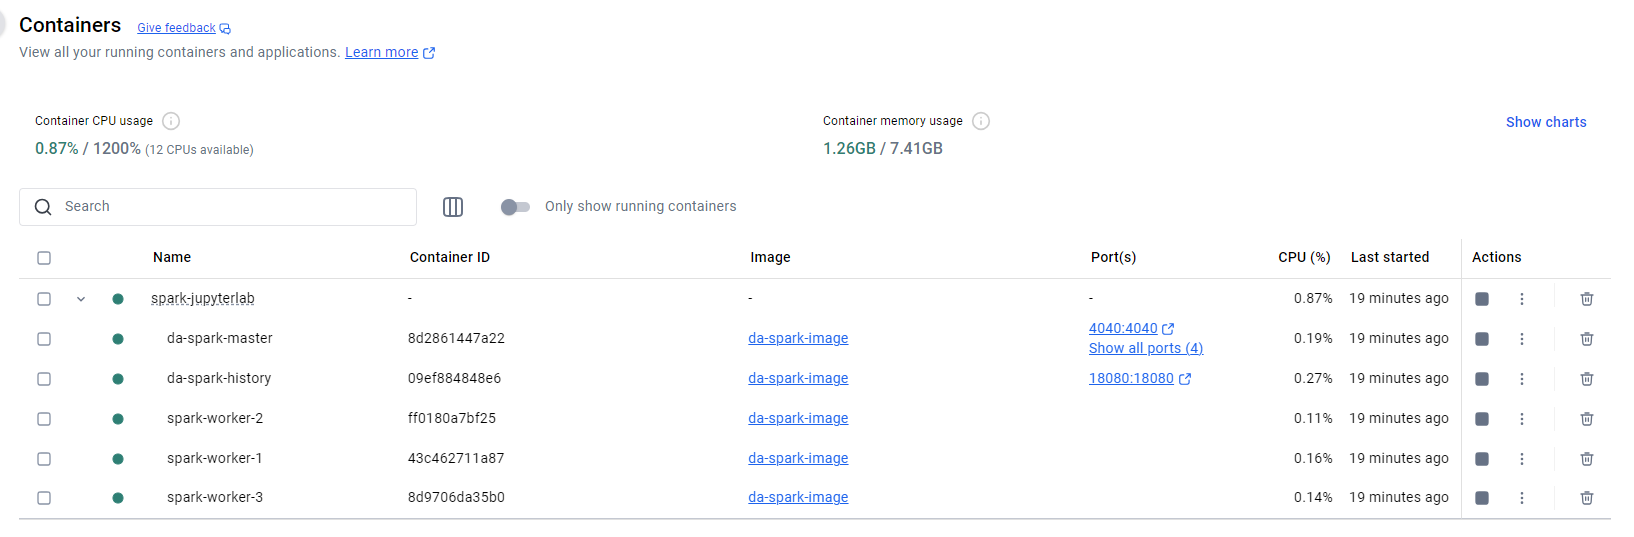 Containers Give feedback
View all your running containers and applications. Learn more
Container CPU usage
0.87% / 1200% (12 CPUs available)
Container memory usage
1.26GB / 7.41GB
Show charts
Search
Only show running containers
Name Container ID Image Port(s) CPU (%) Last started Actions
spark-jupyterlab - - - 0.87% 19 minutes ago
da-spark-master 8d2861447a22 da-spark-image 4040:4040 0.19% 19 minutes ago
Show all ports (4)
da-spark-history 09ef884848e6 da-spark-image 18080:18080 0.27% 19 minutes ago
spark-worker-2 ff0180a7bf25 da-spark-image 0.11% 19 minutes ago
spark-worker-1 43c462711a87 da-spark-image 0.16% 19 minutes ago
spark-worker-3 8d9706da35b0 da-spark-image 0.14% 19 minutes ago